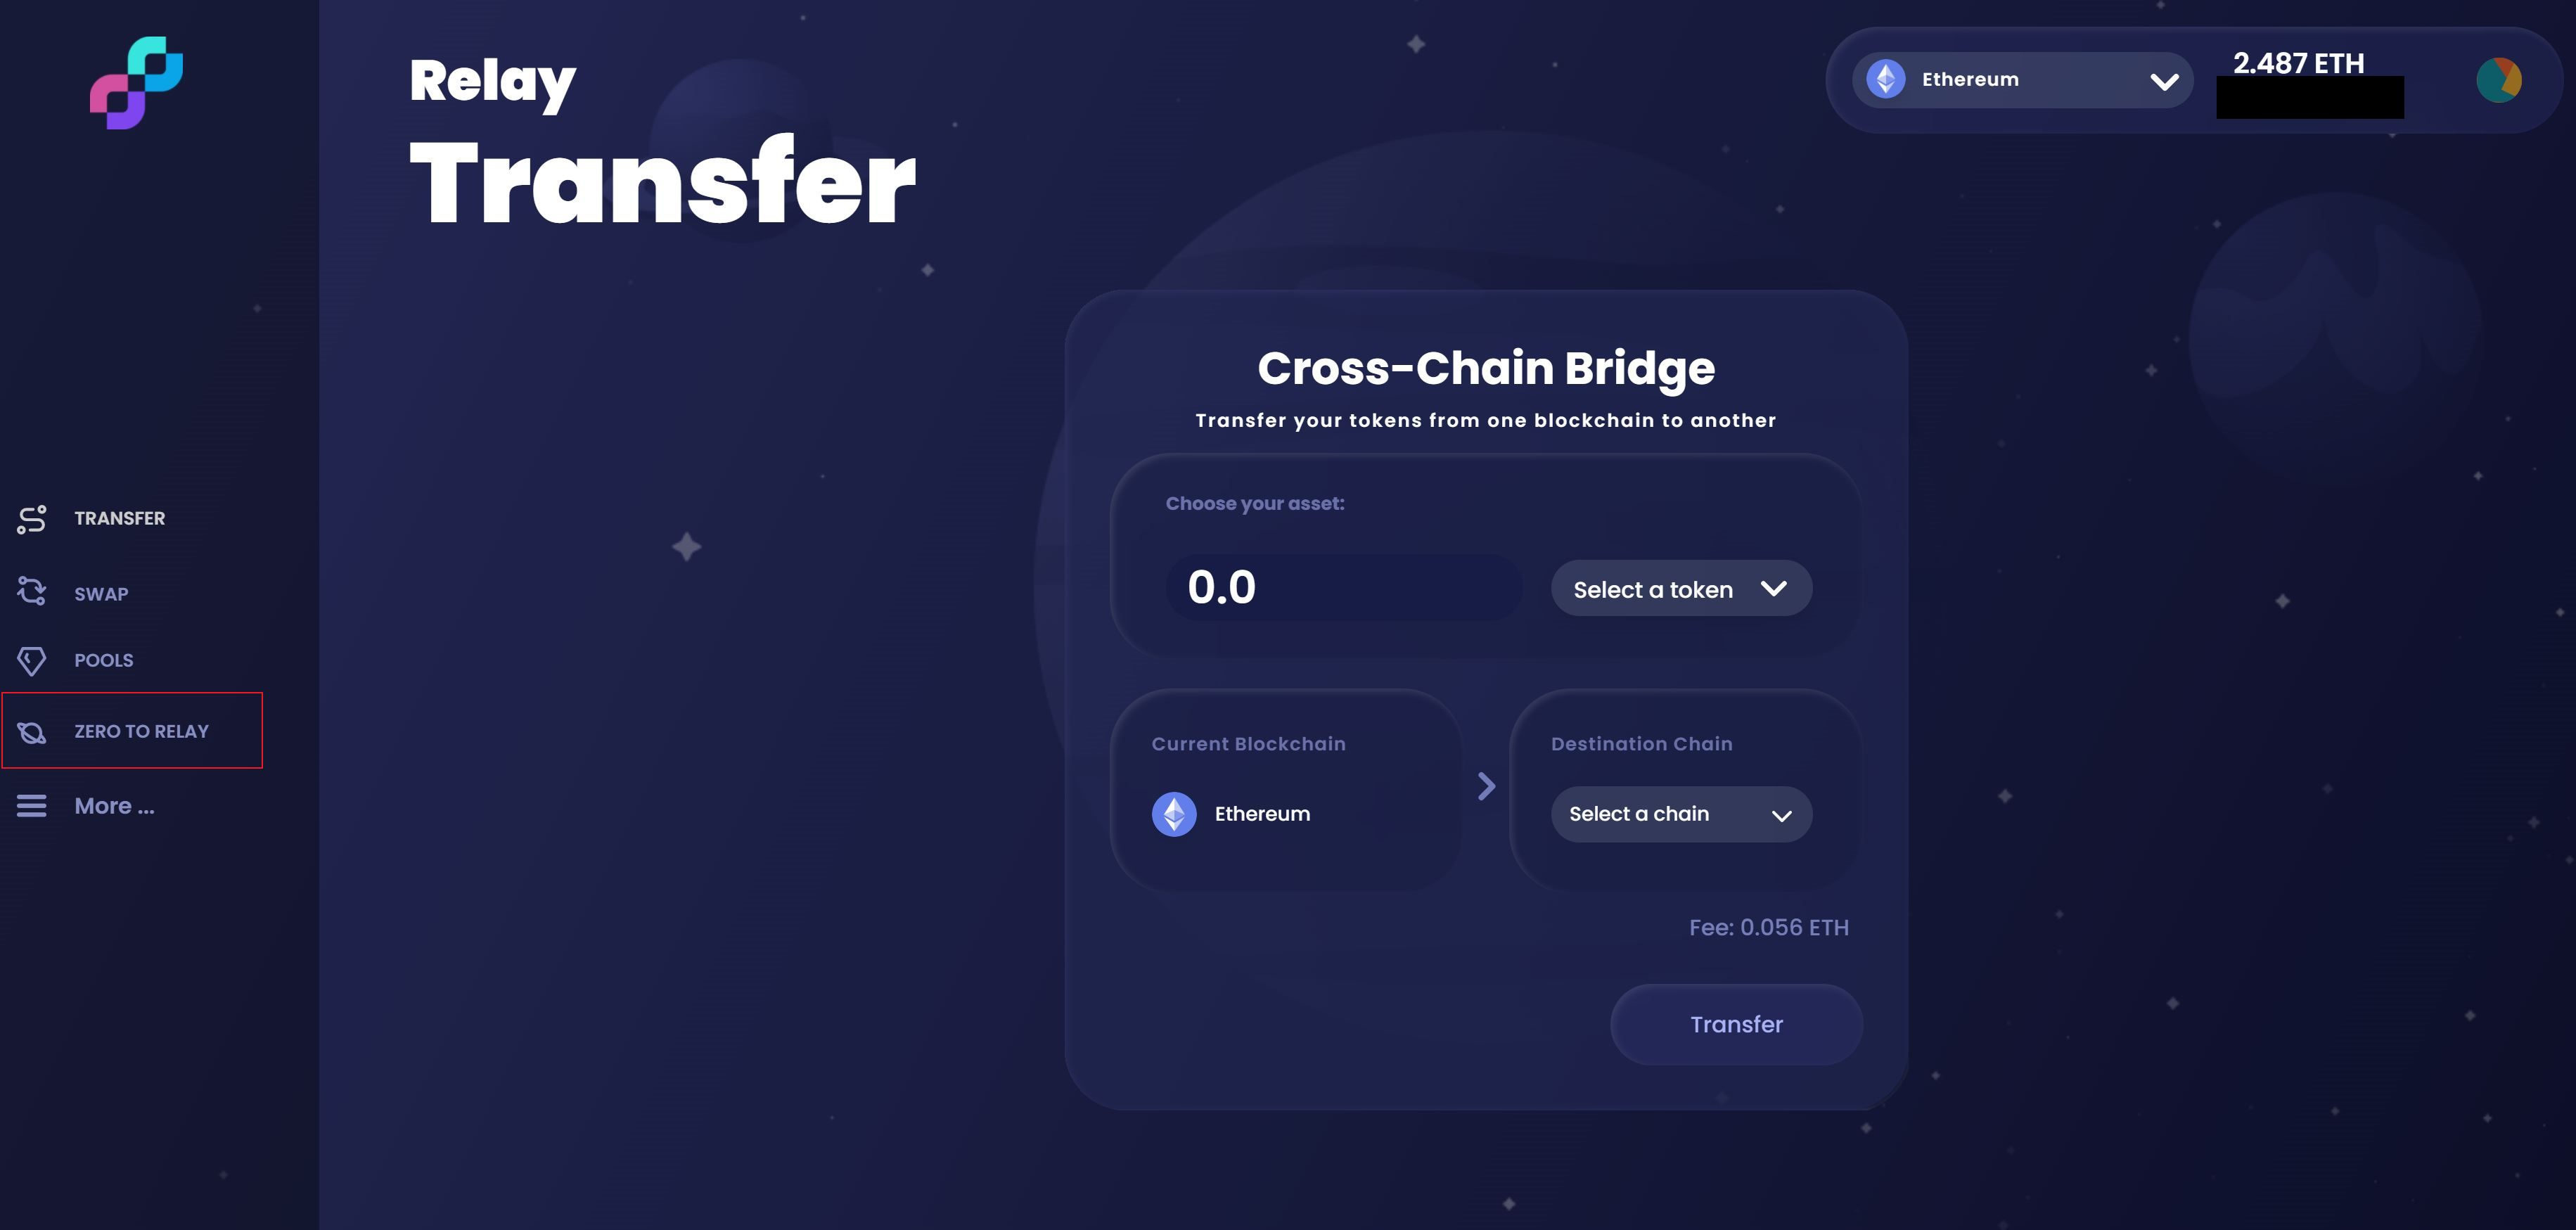 Relay
Transfer
Ethereum
2.487 ETH
TRANSFER
SWAP
POOLS
ZERO TO RELAY
More ...
Cross-Chain Bridge
Transfer your tokens from one blockchain to another
Choose your asset:
0.0
Select a token
Current Blockchain
Ethereum
Destination Chain
Select a chain
Fee: 0.056 ETH
Transfer